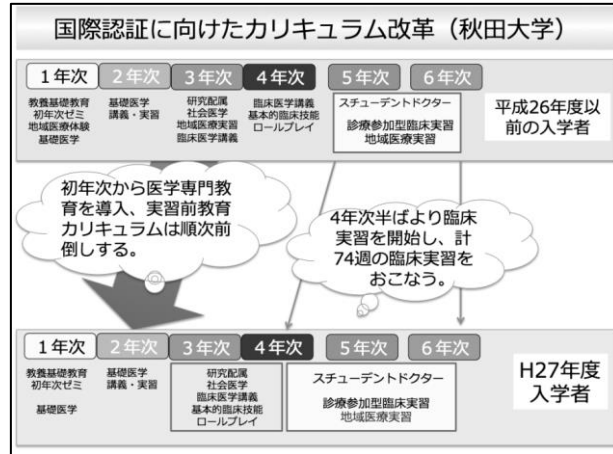 国際認証に向けたカリキュラム改革（秋田大学）
1年次
2年次
3年次
4年次
5年次
6年次
教養基礎教育
初年次ゼミ
地域医療体験
基礎医学
基礎医学
講義・実習
研究配属
社会医学
地域医療実習
臨床医学講義
臨床医学講義
基本的臨床技能
ロールプレイ
スチューデントドクター
診療参加型臨床実習
地域医療実習
平成26年度以
前の入学者
初年次から医学専門教
育を導入、実習前教育
カリキュラムは順次前
倒しする。
4年次半ばより臨床
実習を開始し、計
74週の臨床実習を
おこなう。
1年次
2年次
3年次
4年次
5年次
6年次
教養基礎教育
初年次ゼミ
基礎医学
基礎医学
講義・実習
研究配属
社会医学
臨床医学講義
基本的臨床技能
ロールプレイ
スチューデントドクター
診療参加型臨床実習
地域医療実習
H27年度
入学者